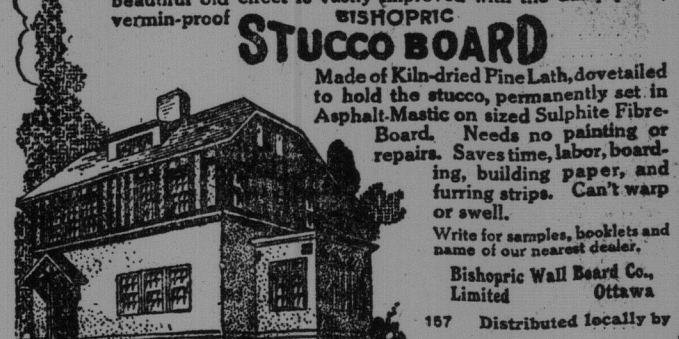 vermin-proof
BISHOPRIC
STUCCO BOARD
Made of Kiln-dried Pine Lath, dovetailed
to hold the stucco, permanently set in
Asphalt-Mastic on sized Sulphite Fibre-
Board. Needs no painting or
repairs. Saves time, labor, board-
ing, building paper, and
furring strips. Can't warp
or swell.
Write for samples, booklets and
name of our nearest dealer.
Bishopric Wall Board Co.,
Limited Ottawa
157 Distributed locally by